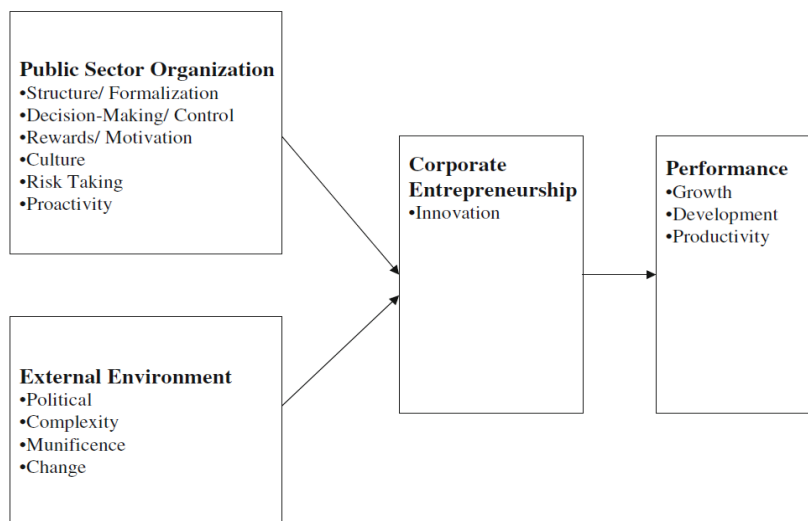 Public Sector Organization
•Structure/ Formalization
•Decision-Making/ Control
•Rewards/ Motivation
•Culture
•Risk Taking
•Proactivity
External Environment
•Political
•Complexity
•Munificence
•Change
Corporate
Entrepreneurship
•Innovation
Performance
•Growth
•Development
•Productivity